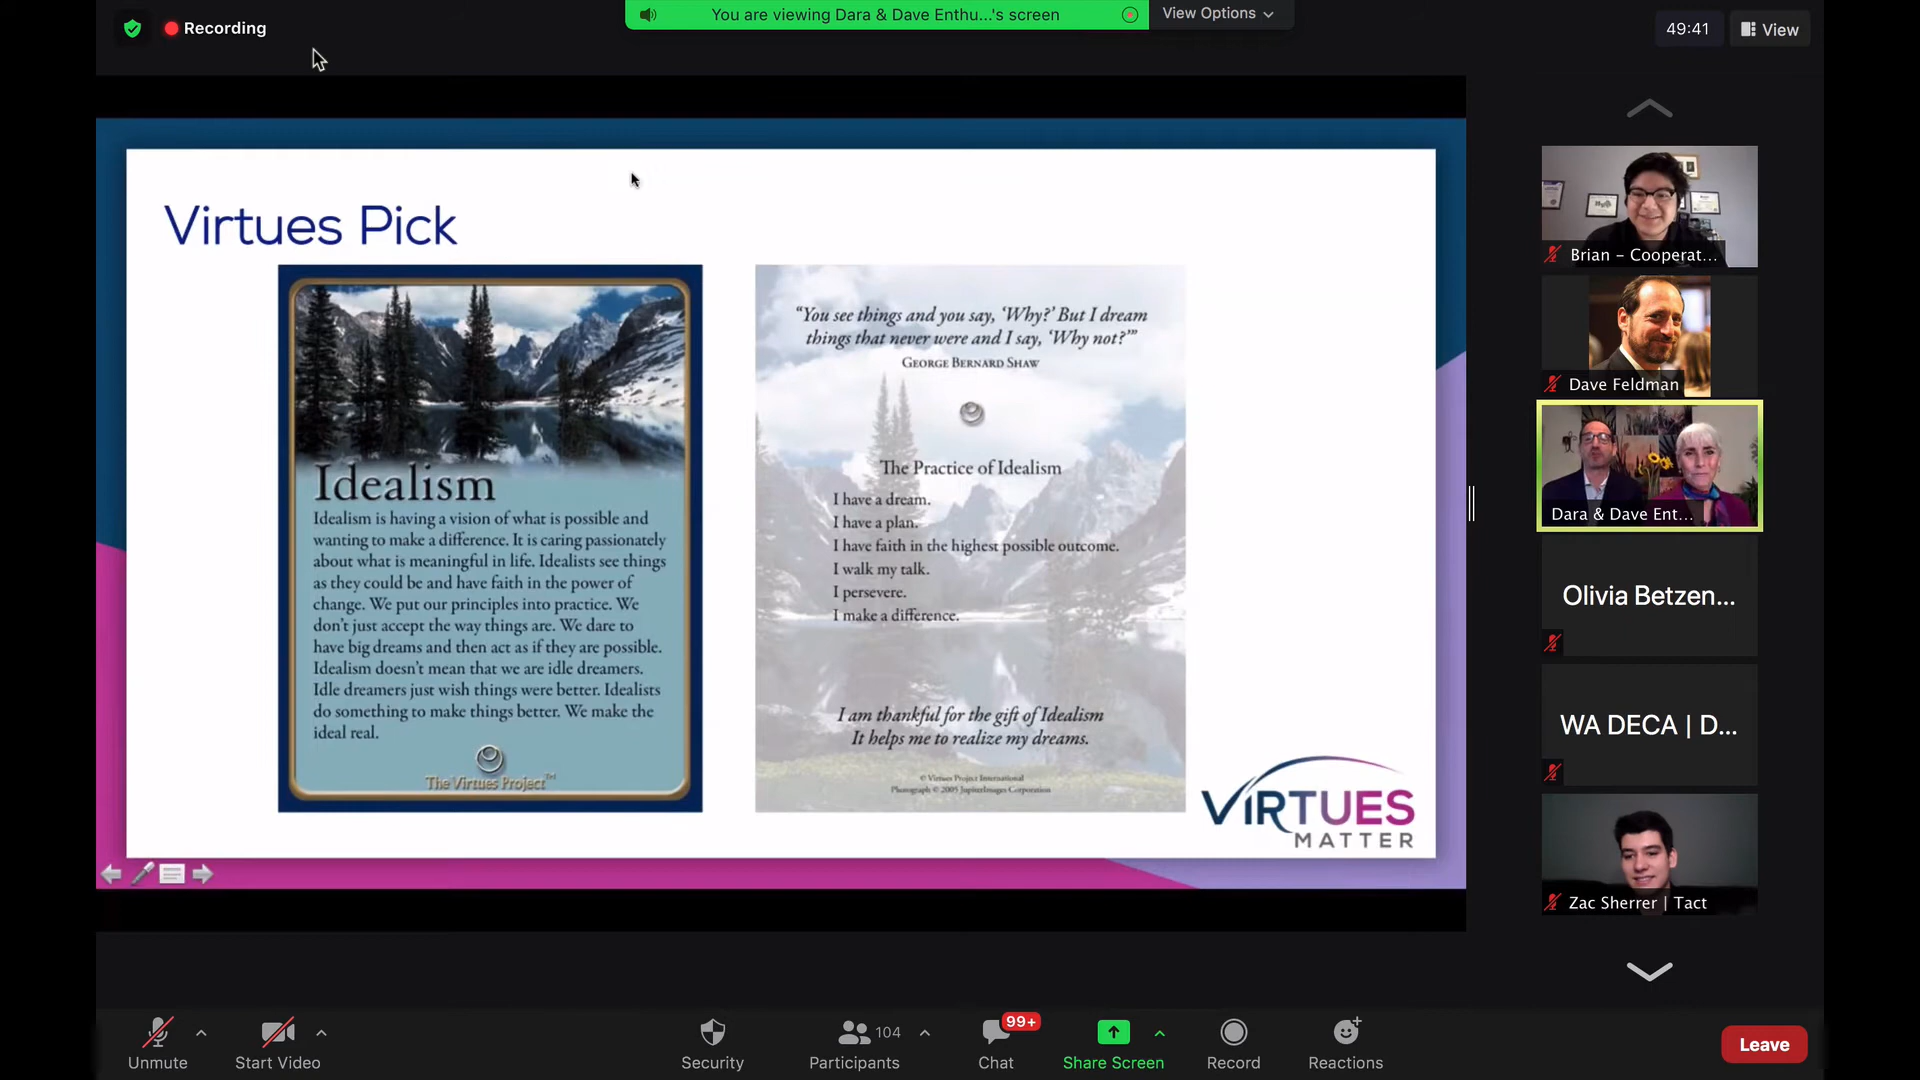 Recording
You are viewing Dara & Dave Enthu...'s screen
View Options
49:41
View
Virtues Pick
Idealism
Idealism is having a vision of what is possible and
wanting to make a difference. It is caring passionately
about what is meaningful in life. Idealists see things
as they could be and have faith in the power of
change. We put our principles into practice. We
don't just accept the way things are. We dare to
have big dreams and then act as if they are possible.
Idealism doesn't mean that we are idle dreamers.
Idle dreamers just wish things were better. Idealists
do something to make things better. We make the
ideal real.
The Virtues Project™
“You see things and you say, ‘Why?’ But I dream
things that never were and I say, ‘Why not?’”
George Bernard Shaw
The Practice of Idealism
I have a dream.
I have a plan.
I have faith in the highest possible outcome.
I walk my talk.
I persevere.
I make a difference.
I am thankful for the gift of Idealism
It helps me to realize my dreams.
© Virtues Project International
Photograph © 2005 JupiterImages Corporation
VIRTUES
MATTER
Brian – Cooperat...
Dave Feldman
Dara & Dave Ent...
Olivia Betzen...
WA DECA | D...
Zac Sherrer | Tact
Unmute
Start Video
Security
Participants
104
Chat
99+
Share Screen
Record
Reactions
Leave